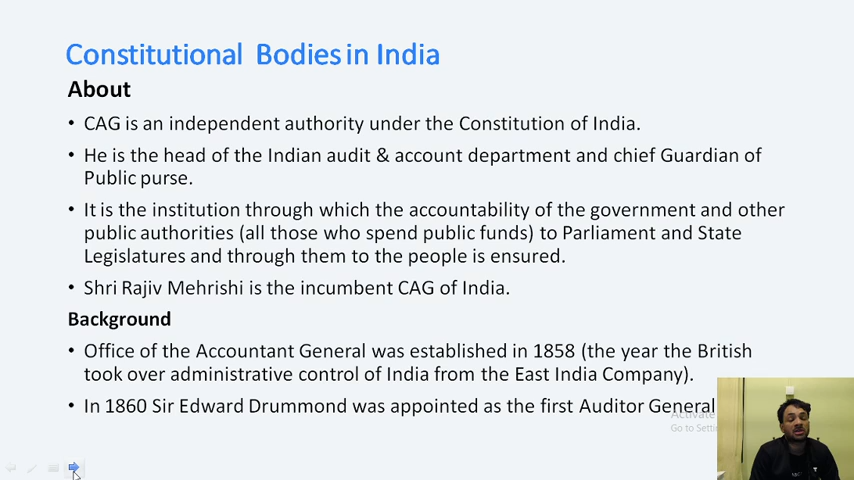 Constitutional Bodies in India
About
• CAG is an independent authority under the Constitution of India.
• He is the head of the Indian audit & account department and chief Guardian of
Public purse.
• It is the institution through which the accountability of the government and other
public authorities (all those who spend public funds) to Parliament and State
Legislatures and through them to the people is ensured.
• Shri Rajiv Mehrishi is the incumbent CAG of India.
Background
• Office of the Accountant General was established in 1858 (the year the British
took over administrative control of India from the East India Company).
• In 1860 Sir Edward Drummond was appointed as the first Auditor General
Activate
Go to